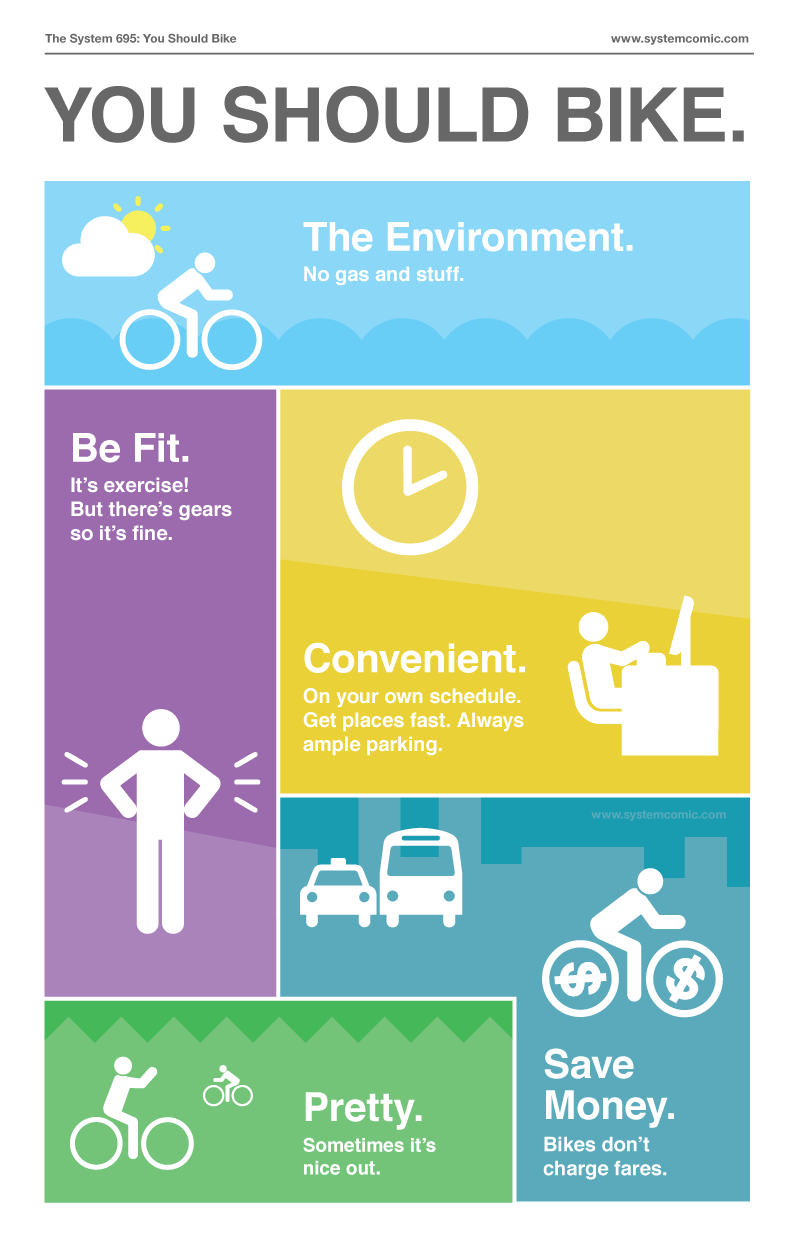 The System 695: You Should Bike
www.systemcomic.com
YOU SHOULD BIKE.
The Environment.
No gas and stuff.
Be Fit.
It's exercise!
But there's gears
so it's fine.
Convenient.
On your own schedule.
Get places fast. Always
ample parking.
www.systemcomic.com
$ $
Save
Money.
Bikes don't
charge fares.
Pretty.
Sometimes it's
nice out.